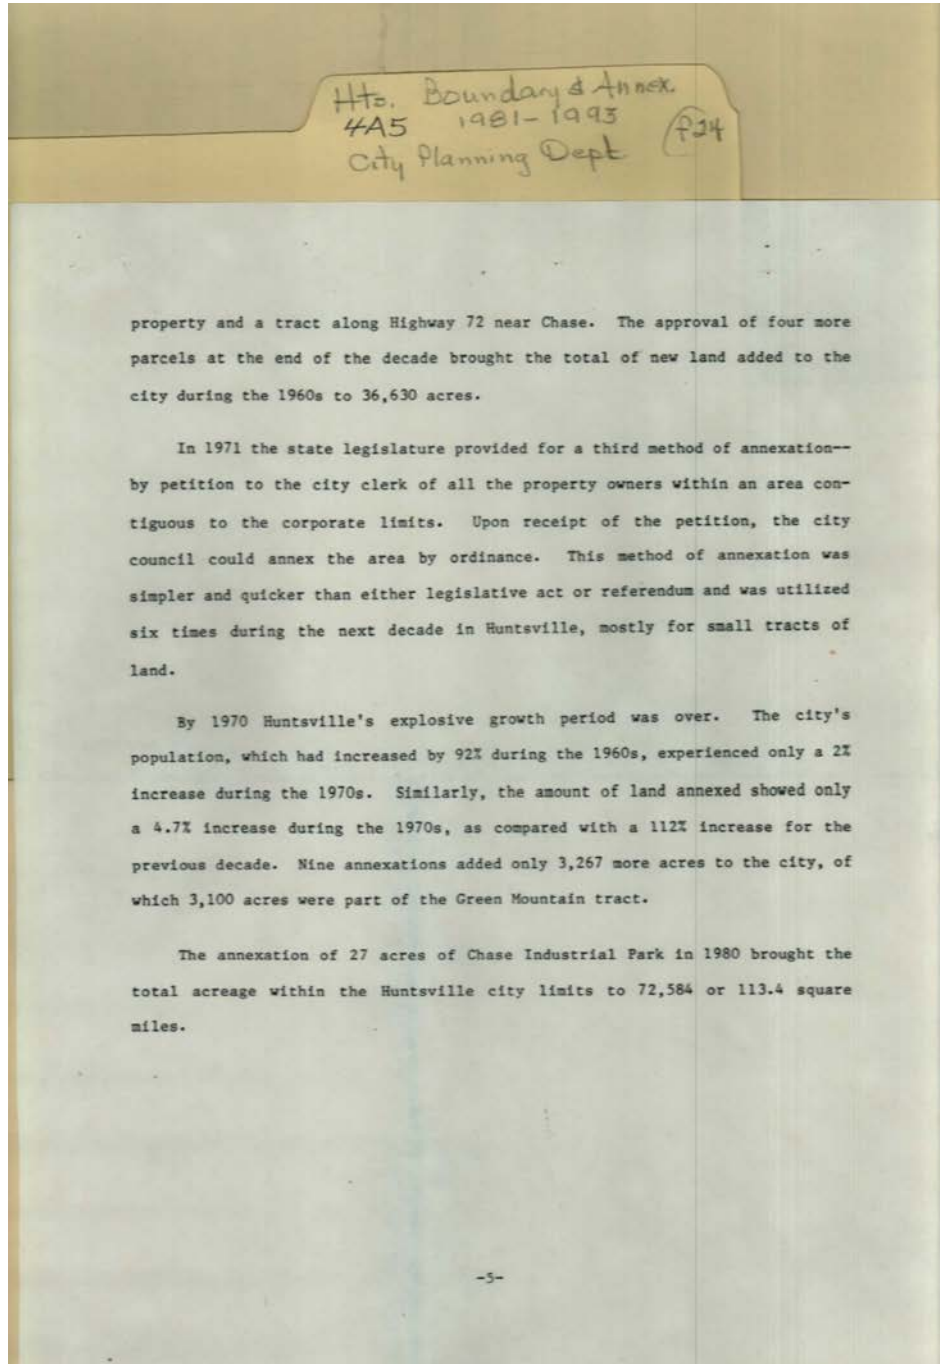 Hts. Boundary & Annex.
4A5 1981-1993
City Planning Dept
property and a tract along Highway 72 near Chase. The approval of four more
parcels at the end of the decade brought the total of new land added to the
city during the 1960s to 36,630 acres.
In 1971 the state legislature provided for a third method of annexation--
by petition to the city clerk of all the property owners within an area con-
tiguous to the corporate limits. Upon receipt of the petition, the city
council could annex the area by ordinance. This method of annexation was
simpler and quicker than either legislative act or referendum and was utilized
six times during the next decade in Huntsville, mostly for small tracts of
land.
By 1970 Huntsville's explosive growth period was over. The city's
population, which had increased by 92% during the 1960s, experienced only a 2%
increase during the 1970s. Similarly, the amount of land annexed showed only
a 4.7% increase during the 1970s, as compared with a 112% increase for the
previous decade. Nine annexations added only 3,267 more acres to the city, of
which 3,100 acres were part of the Green Mountain tract.
The annexation of 27 acres of Chase Industrial Park in 1980 brought the
total acreage within the Huntsville city limits to 72,584 or 113.4 square
miles.
-5-